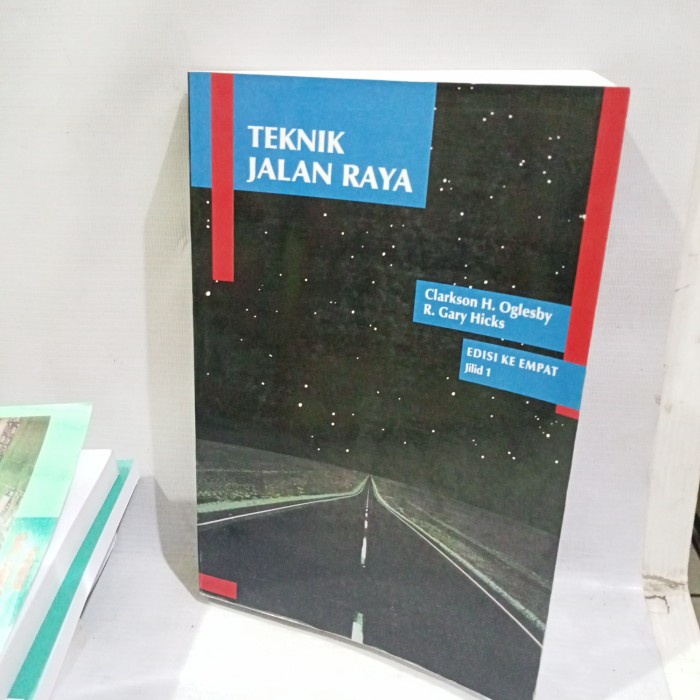 TEKNIK
JALAN RAYA
Clarkson H. Oglesby
R. Gary Hicks
EDISI KE EMPAT
Jilid 1